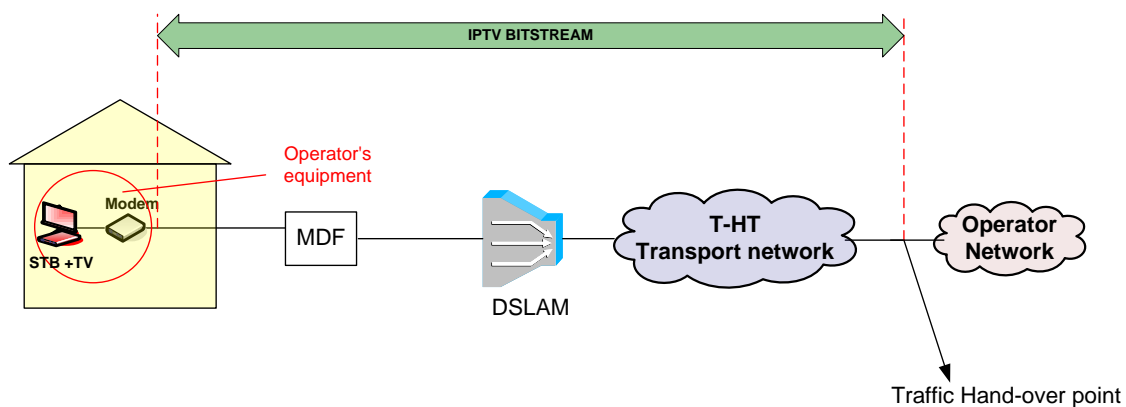 IPTV BITSTREAM
Operator's
equipment
Modem
STB +TV
MDF
DSLAM
T-HT
Transport network
Operator
Network
Traffic Hand-over point